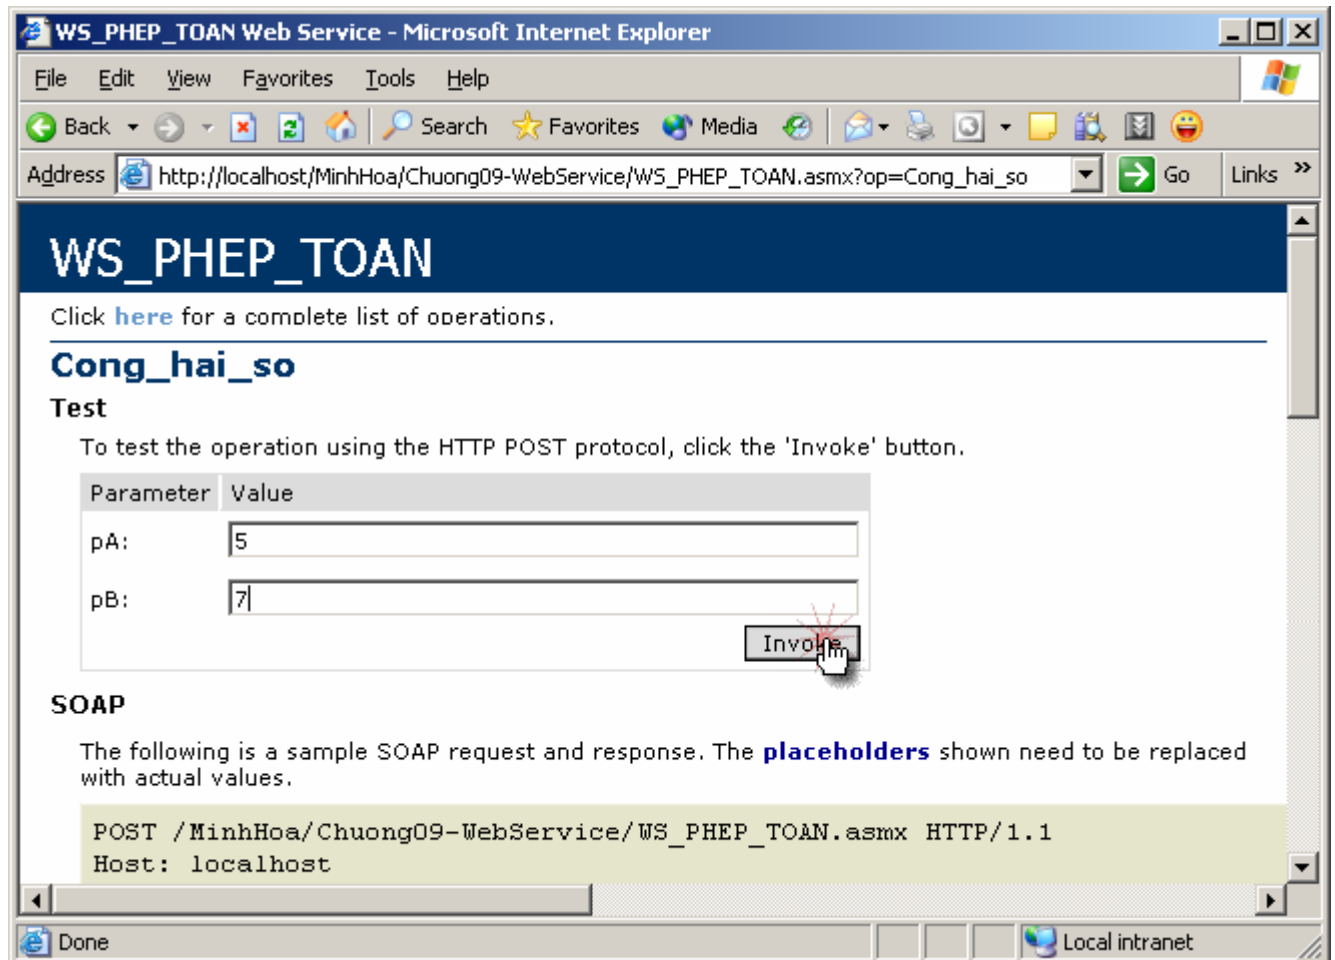 WS_PHEP_TOAN Web Service - Microsoft Internet Explorer
File Edit View Favorites Tools Help
Back Search Favorites Media
Address http://localhost/MinhHoa/Chuong09-WebService/WS_PHEP_TOAN.asmx?op=Cong_hai_so Go Links »
WS_PHEP_TOAN
Click here for a complete list of operations.
Cong_hai_so
Test
To test the operation using the HTTP POST protocol, click the 'Invoke' button.
Parameter Value
pA: 5
pB: 7
Invoke
SOAP
The following is a sample SOAP request and response. The placeholders shown need to be replaced
with actual values.
POST /MinhHoa/Chuong09-WebService/WS_PHEP_TOAN.asmx HTTP/1.1
Host: localhost
Done Local intranet